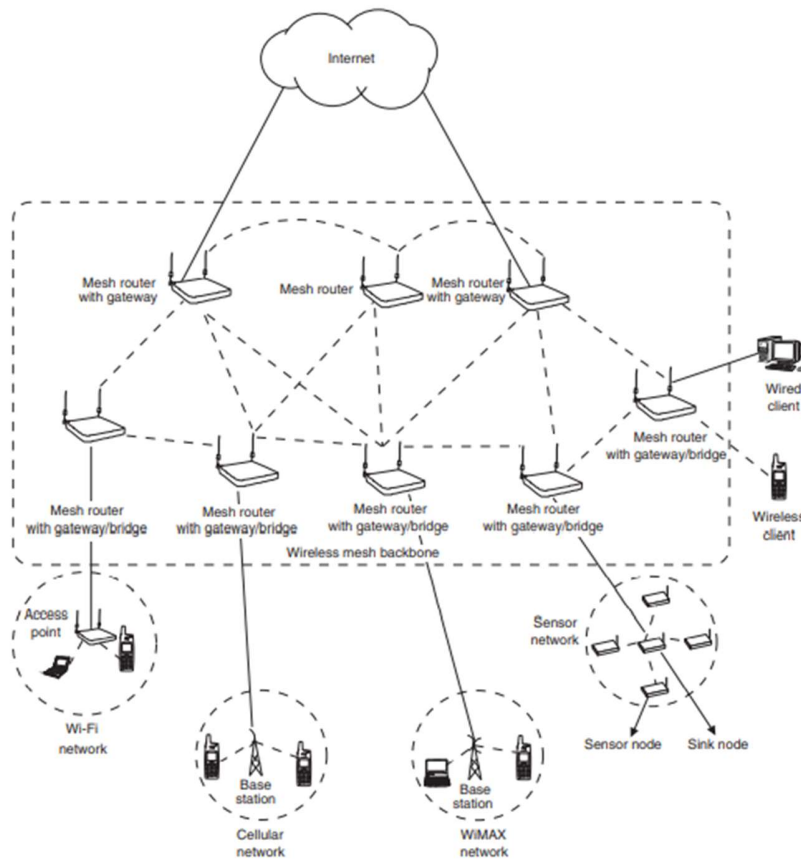 Internet
Mesh router
with gateway
Mesh router
Mesh router
with gateway
Wired
client
Mesh router
with gateway/bridge
Mesh router
with gateway/bridge
Mesh router
with gateway/bridge
Mesh router
with gateway/bridge
Mesh router
with gateway/bridge
Wireless
client
Wireless mesh backbone
Access
point
Sensor
network
Wi-Fi
network
Sensor node
Sink node
Base
station
Base
station
Cellular
network
WiMAX
network